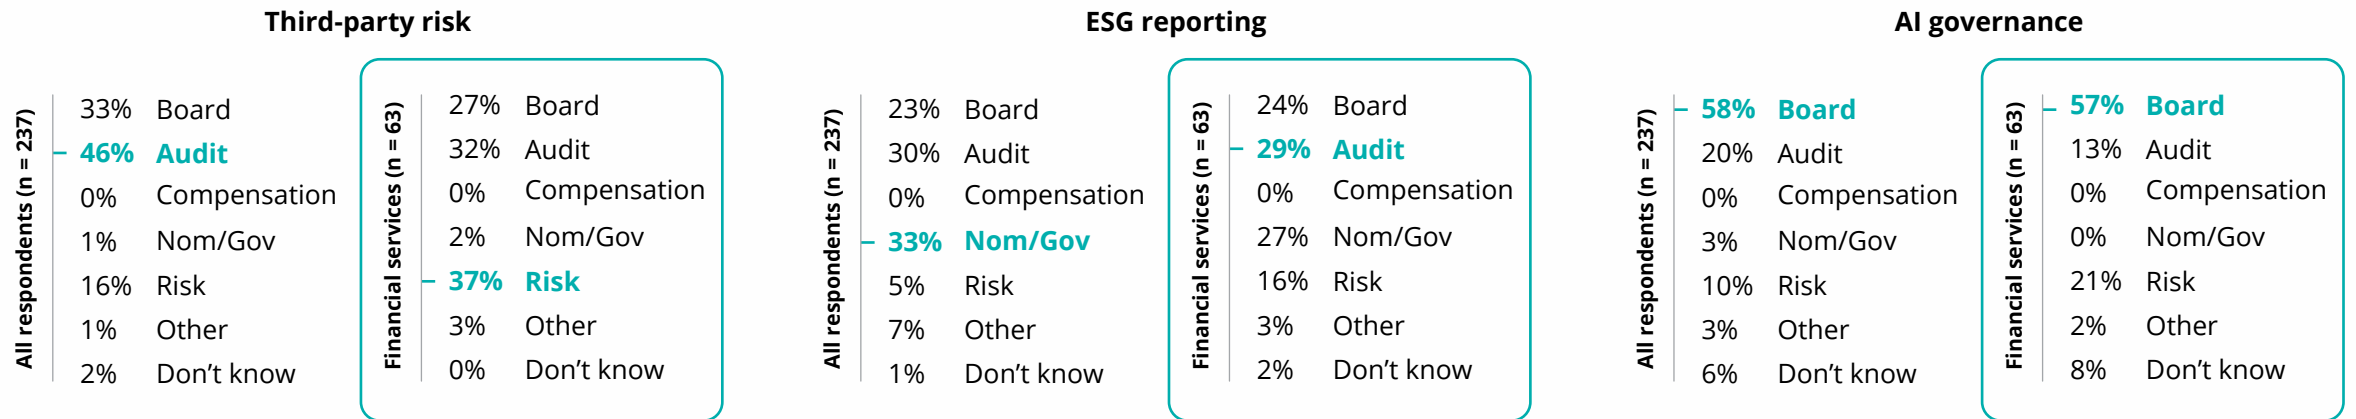 Third-party risk
All respondents (n = 237)
33% Board
46% Audit
0% Compensation
1% Nom/Gov
16% Risk
1% Other
2% Don’t know
Financial services (n = 63)
27% Board
32% Audit
0% Compensation
2% Nom/Gov
37% Risk
3% Other
0% Don’t know
ESG reporting
All respondents (n = 237)
23% Board
30% Audit
0% Compensation
33% Nom/Gov
5% Risk
7% Other
1% Don’t know
Financial services (n = 63)
24% Board
29% Audit
0% Compensation
27% Nom/Gov
16% Risk
3% Other
2% Don’t know
AI governance
All respondents (n = 237)
58% Board
20% Audit
0% Compensation
3% Nom/Gov
10% Risk
3% Other
6% Don’t know
Financial services (n = 63)
57% Board
13% Audit
0% Compensation
0% Nom/Gov
21% Risk
2% Other
8% Don’t know